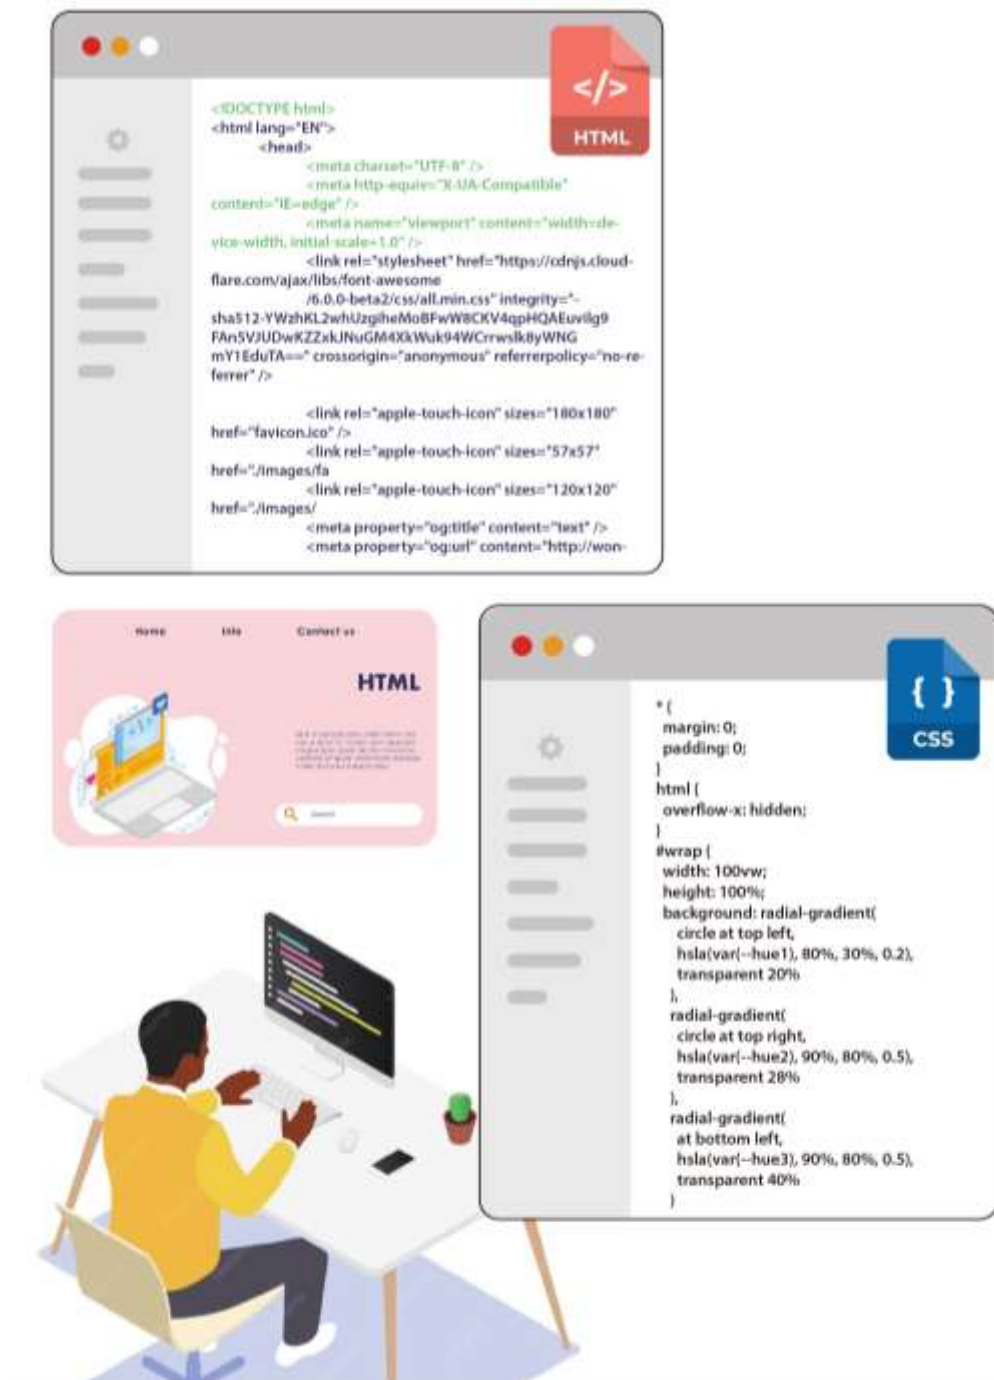 </>
HTML
<!DOCTYPE html>
<html lang="EN">
<head>
<meta charset="UTF-8" />
<meta http-equiv="X-UA-Compatible"
content="IE=edge" />
<meta name="viewport" content="width=de-
vice-width, initial-scale=1.0" />
<link rel="stylesheet" href="https://cdnjs.cloud-
flare.com/ajax/libs/font-awesome
/6.0.0-beta2/css/all.min.css" integrity="-
crossorigin="anonymous" referrerpolicy="no-re-
ferrer" />
<link rel="apple-touch-icon" sizes="180x180"
href="favicon.ico" />
<link rel="apple-touch-icon" sizes="57x57"
href="./images/fa
<link rel="apple-touch-icon" sizes="120x120"
href="./images/
<meta property="og:title" content="text" />
<meta property="og:url" content="http://won-
Home Info Contact us
HTML
Search
{ }
CSS
* {
margin: 0;
padding: 0;
}
html {
overflow-x: hidden;
}
#wrap {
width: 100vw;
height: 100%;
background: radial-gradient(
circle at top left,
hsla(var(--hue1), 80%, 30%, 0.2),
transparent 20%
),
radial-gradient(
circle at top right,
hsla(var(--hue2), 90%, 80%, 0.5),
transparent 28%
),
radial-gradient(
at bottom left,
hsla(var(--hue3), 90%, 80%, 0.5),
transparent 40%
)